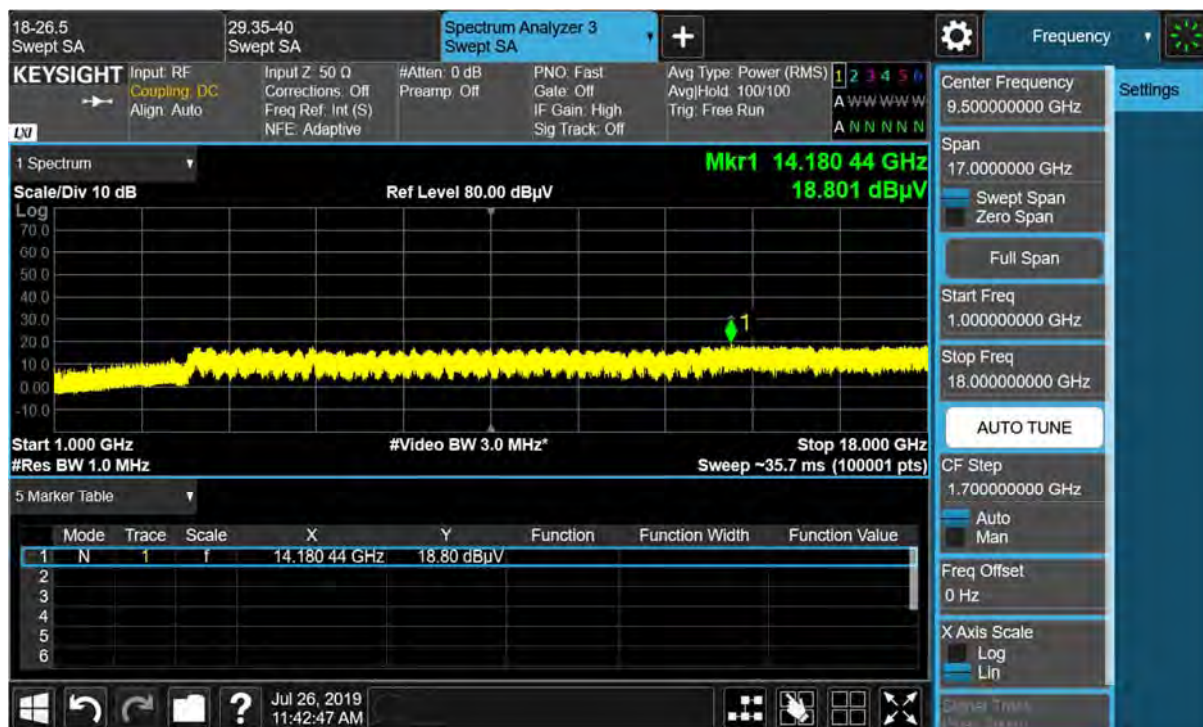 18-26.5
Swept SA
29.35-40
Swept SA
Spectrum Analyzer 3
Swept SA
Frequency
KEYSIGHT
LXI
Input: RF
Coupling: DC
Align: Auto
Input Z: 50 Ω
Corrections: Off
Freq Ref: Int (S)
NFE: Adaptive
#Atten: 0 dB
Preamp: Off
PNO: Fast
Gate: Off
IF Gain: High
Sig Track: Off
Avg Type: Power (RMS)
Avg|Hold: 100/100
Trig: Free Run
1 2 3 4 5 6
A W W W W W
A N N N N N
1 Spectrum
Mkr1 14.180 44 GHz
Scale/Div 10 dB
Ref Level 80.00 dBµV
18.801 dBµV
Log
70.0
60.0
50.0
40.0
30.0
20.0
10.0
0.00
-10.0
1
Start 1.000 GHz
#Video BW 3.0 MHz*
Stop 18.000 GHz
#Res BW 1.0 MHz
Sweep ~35.7 ms (100001 pts)
5 Marker Table
Mode Trace Scale X Y Function Function Width Function Value
1 N 1 f 14.180 44 GHz 18.80 dBµV
2
3
4
5
6
Jul 26, 2019
11:42:47 AM
Center Frequency
9.500000000 GHz
Span
17.0000000 GHz
Swept Span
Zero Span
Full Span
Start Freq
1.000000000 GHz
Stop Freq
18.000000000 GHz
AUTO TUNE
CF Step
1.700000000 GHz
Auto
Man
Freq Offset
0 Hz
X Axis Scale
Log
Lin
Settings